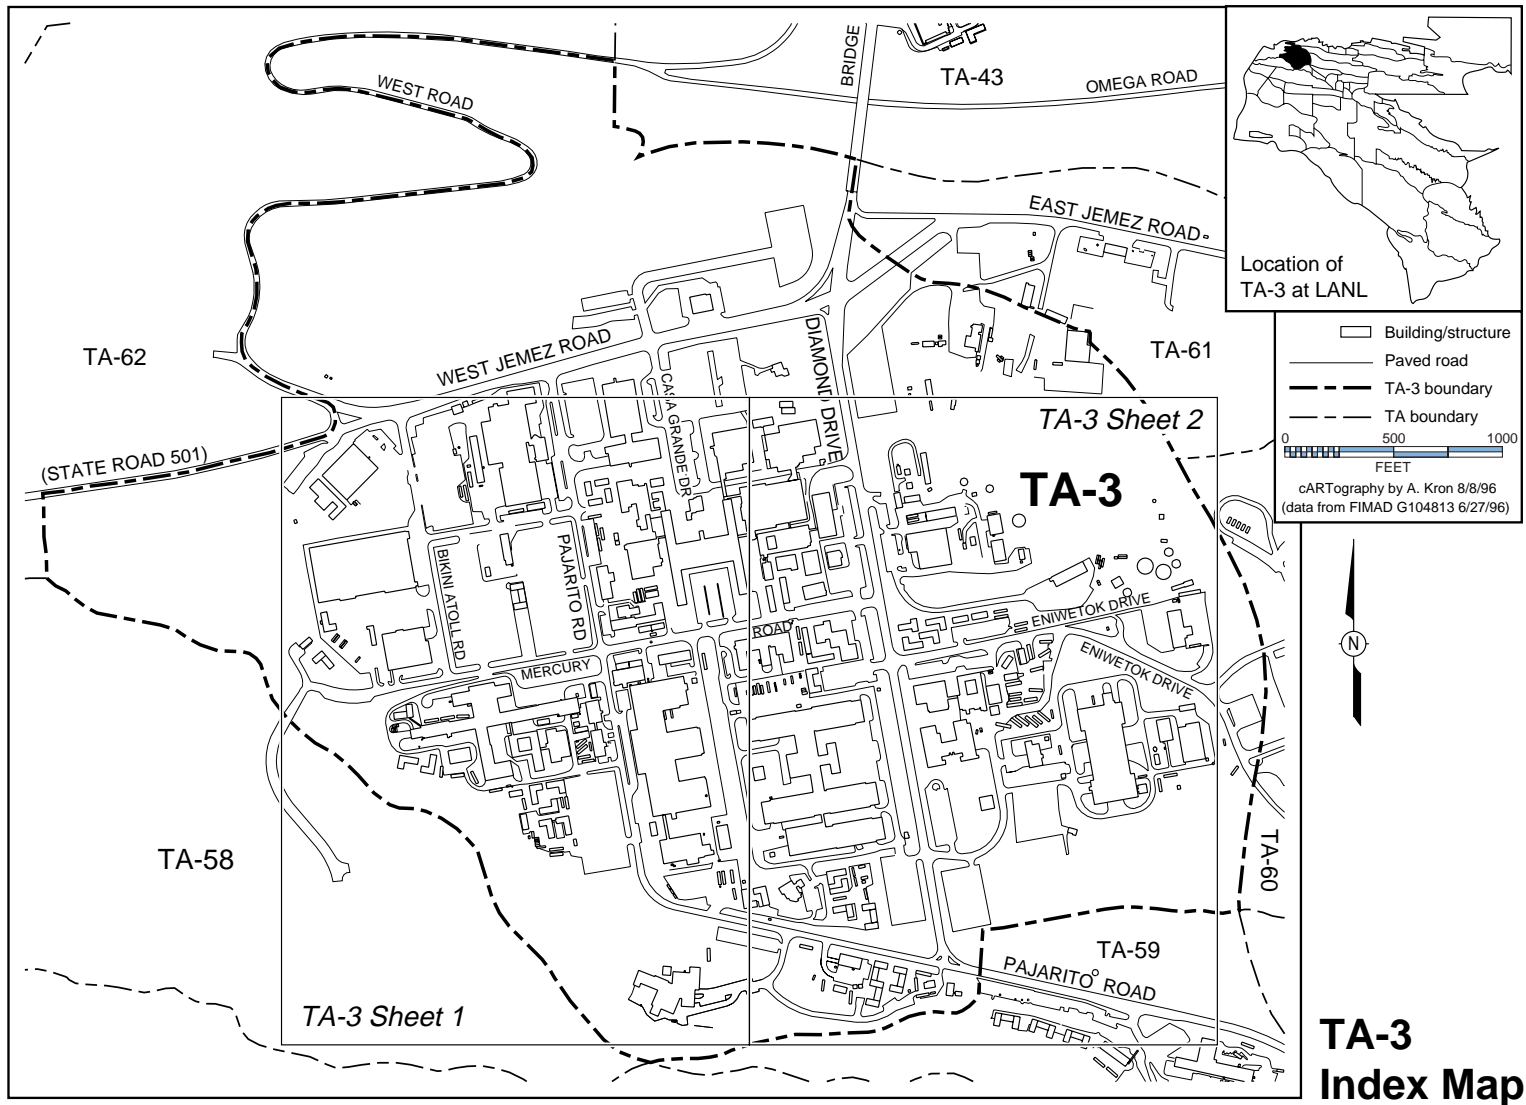 BRIDGE
TA-43
OMEGA ROAD
WEST ROAD
EAST JEMEZ ROAD
Location of
TA-3 at LANL
Building/structure
Paved road
TA-3 boundary
TA boundary
0 500 1000
FEET
cARTography by A. Kron 8/8/96
(data from FIMAD G104813 6/27/96)
TA-62
WEST JEMEZ ROAD
DIAMOND DRIVE
TA-61
CASA GRANDE DR
(STATE ROAD 501)
TA-3 Sheet 2
TA-3
BIKINI ATOLL RD
PAJARITO RD
MERCURY
ROAD
ENIWETOK DRIVE
ENIWETOK DRIVE
N
TA-58
TA-60
TA-59
PAJARITO ROAD
TA-3 Sheet 1
TA-3
Index Map